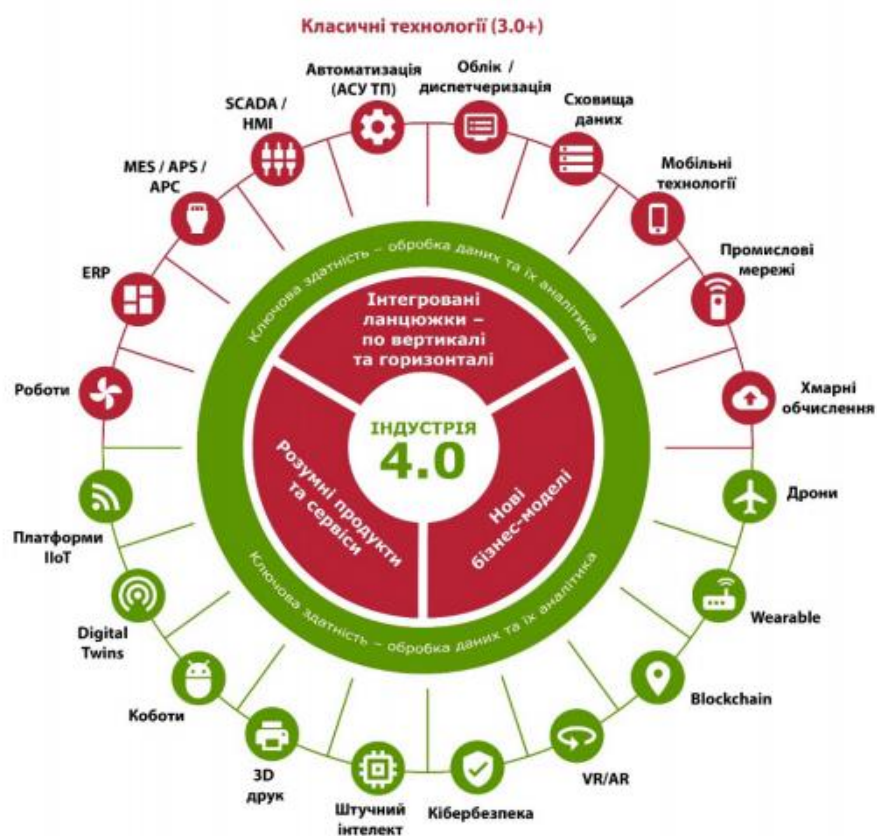 Класичні технології (3.0+)
Автоматизація
(АСУ ТП)
Облік /
диспетчеризація
SCADA /
HMI
Сховища
даних
MES / APS /
APC
Мобільні
технології
ERP
Промислові
мережі
Роботи
Хмарні
обчислення
Ключова здатність – обробка даних та їх аналітика
Інтегровані
ланцюжки –
по вертикалі
та горизонталі
ІНДУСТРІЯ
4.0
Розумні продукти
та сервіси
Нові
бізнес-моделі
Ключова здатність – обробка даних та їх аналітика
Платформи
IIoT
Дрони
Digital
Twins
Wearable
Коботи
Blockchain
3D
друк
VR/AR
Штучний
інтелект
Кібербезпека